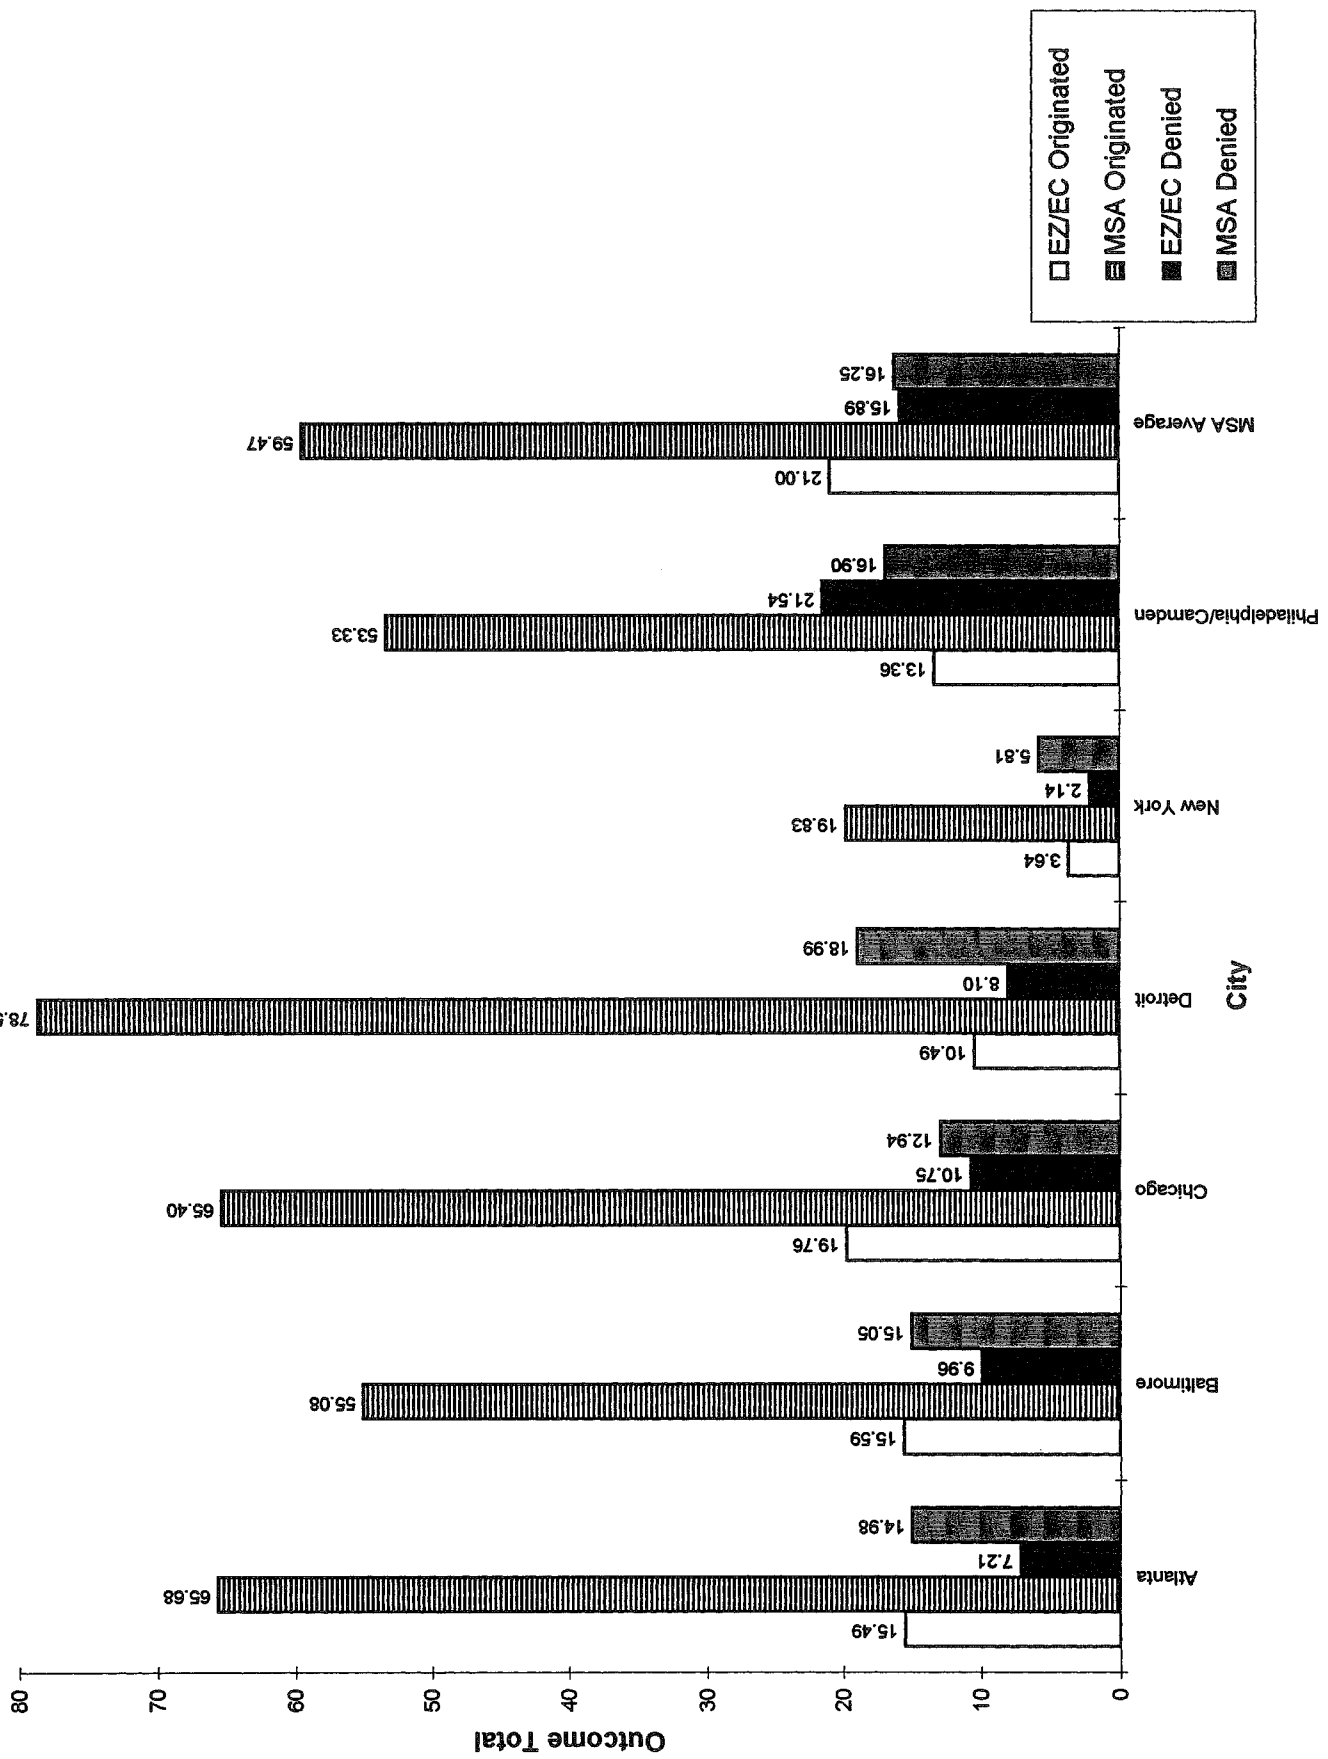 Outcome Total
80
70
60
50
40
30
20
10
0
15.49
65.68
7.21
14.98
15.59
55.08
9.96
15.05
19.76
65.40
10.75
12.94
10.49
8.10
18.99
3.64
19.83
2.14
5.81
13.36
53.33
21.54
16.90
21.00
59.47
15.89
16.25
Atlanta
Baltimore
Chicago
Detroit
New York
Philadelphia/Camden
MSA Average
City
EZ/EC Originated
MSA Originated
EZ/EC Denied
MSA Denied